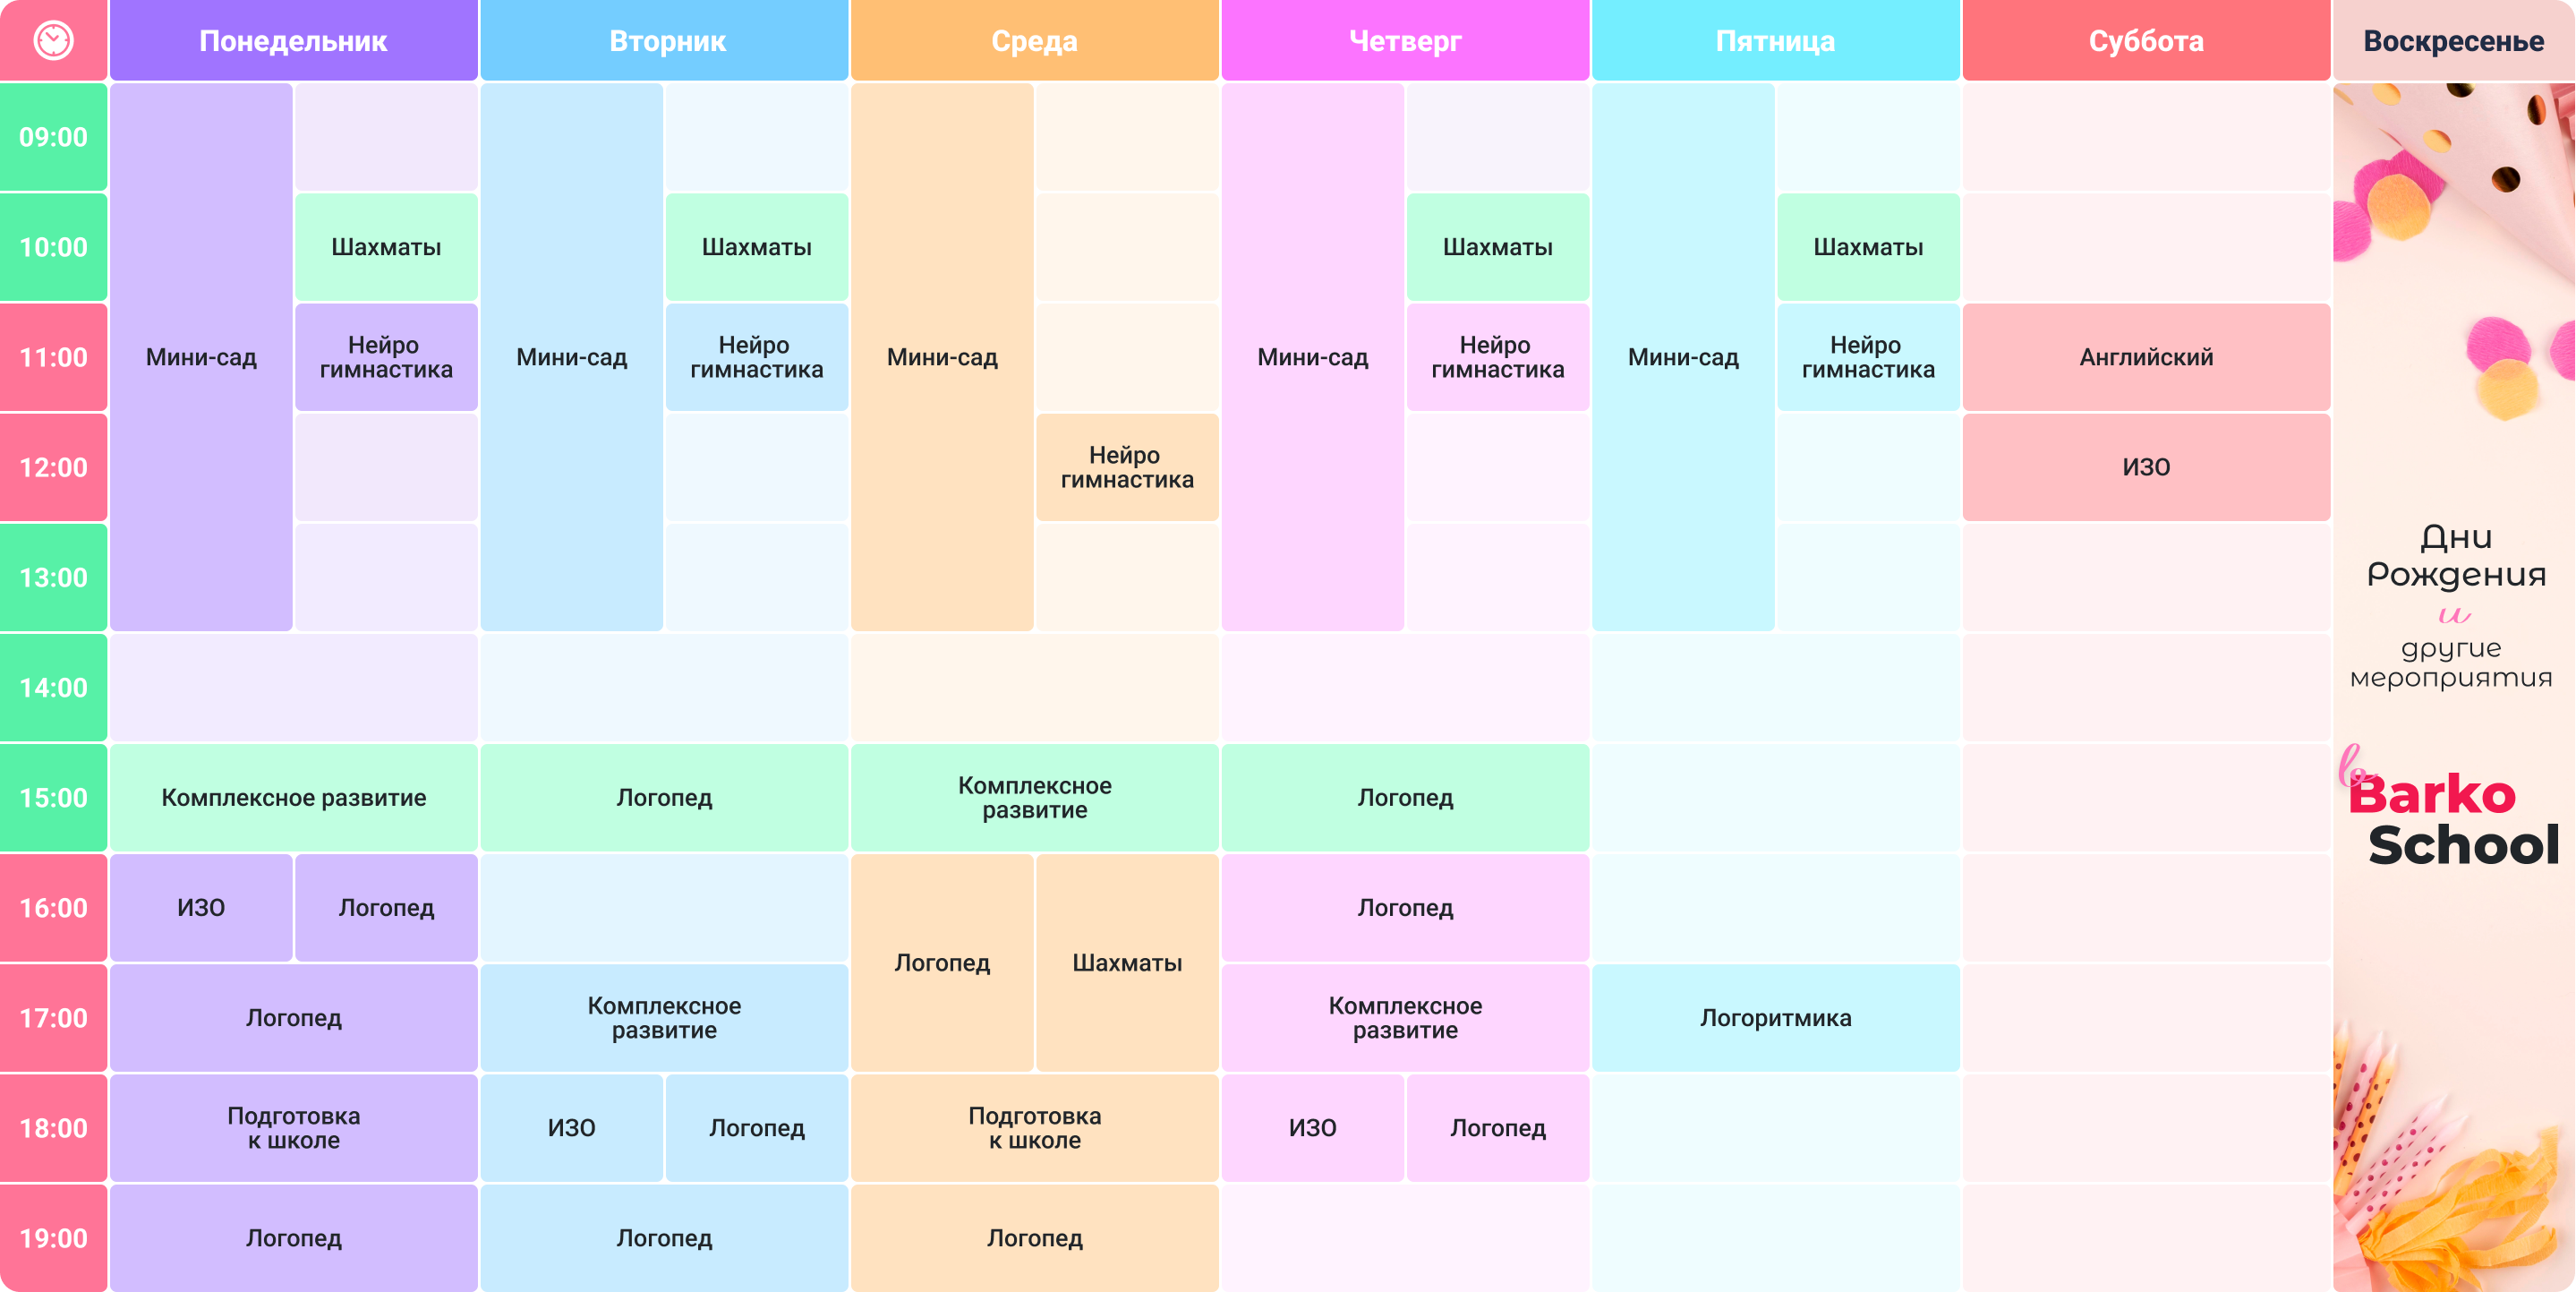 Понедельник Вторник Среда Четверг Пятница Суббота Воскресенье
09:00
10:00 Шахматы Шахматы Шахматы Шахматы
11:00 Мини-сад Нейро Мини-сад Нейро Мини-сад Мини-сад Нейро Мини-сад Нейро Английский
гимнастика гимнастика гимнастика гимнастика
12:00 Нейро ИЗО
гимнастика
13:00
14:00
15:00 Комплексное развитие Логопед Комплексное Логопед
развитие
16:00 ИЗО Логопед Логопед
Логопед Шахматы
17:00 Логопед Комплексное Комплексное Логоритмика
развитие развитие
18:00 Подготовка ИЗО Логопед Подготовка ИЗО Логопед
к школе к школе
19:00 Логопед Логопед Логопед
Дни
Рождения
и
другие
мероприятия
в
Barko
School